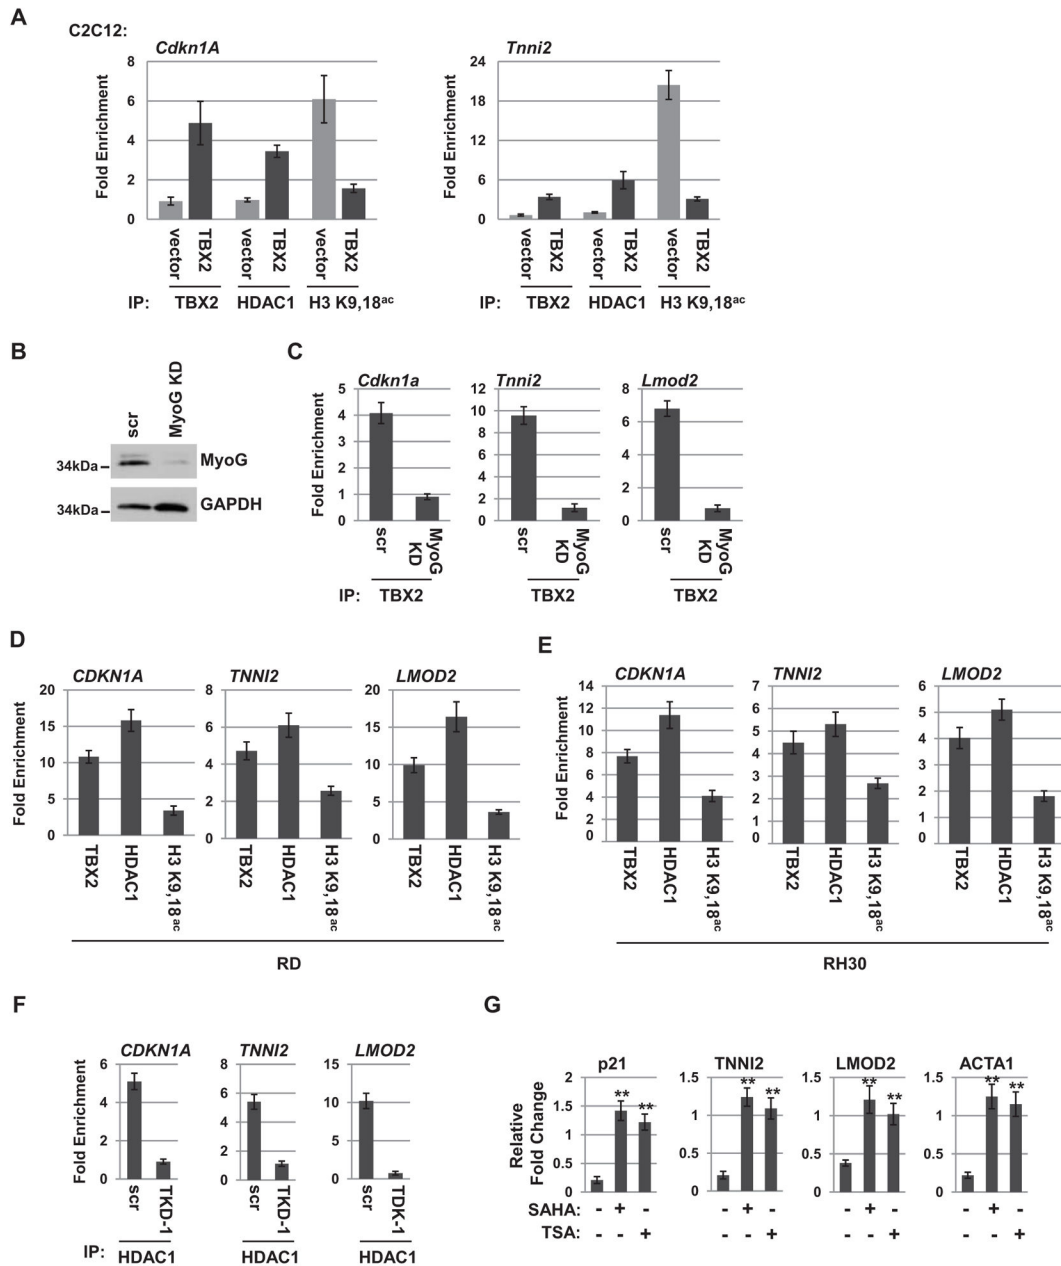 A
C2C12:
Cdkn1A
Tnni2
Fold Enrichment
8
6
4
2
0
Fold Enrichment
24
18
12
6
0
vector
TBX2
vector
TBX2
vector
TBX2
vector
TBX2
vector
TBX2
vector
TBX2
IP: TBX2 HDAC1 H3 K9,18ac
IP: TBX2 HDAC1 H3 K9,18ac
B
scr
MyoG KD
34kDa
MyoG
34kDa
GAPDH
C
Cdkn1a
Tnni2
Lmod2
Fold Enrichment
5
4
3
2
1
0
12
10
8
6
4
2
0
8
6
4
2
0
scr
MyoG
KD
scr
MyoG
KD
scr
MyoG
KD
IP: TBX2 TBX2 TBX2
D
CDKN1A
TNNI2
LMOD2
Fold Enrichment
20
15
10
5
0
8
6
4
2
0
20
15
10
5
0
TBX2
HDAC1
H3 K9,18ac
TBX2
HDAC1
H3 K9,18ac
TBX2
HDAC1
H3 K9,18ac
RD
E
CDKN1A
TNNI2
LMOD2
Fold Enrichment
14
12
10
8
6
4
2
0
7
6
5
4
3
2
1
0
6
5
4
3
2
1
0
TBX2
HDAC1
H3 K9,18ac
TBX2
HDAC1
H3 K9,18ac
TBX2
HDAC1
H3 K9,18ac
RH30
F
CDKN1A
TNNI2
LMOD2
Fold Enrichment
6
4
2
0
8
6
4
2
0
15
10
5
0
scr
TKD-1
scr
TKD-1
scr
TDK-1
IP: HDAC1 HDAC1 HDAC1
G
p21
TNNI2
LMOD2
ACTA1
Relative
Fold Change
2
1.5
1
0.5
0
1.5
1
0.5
0
1.5
1
0.5
0
1.5
1
0.5
0
** **
** **
** **
** **
SAHA: - + - - + - - + - - + -
TSA: - - + - - + - - + - - +